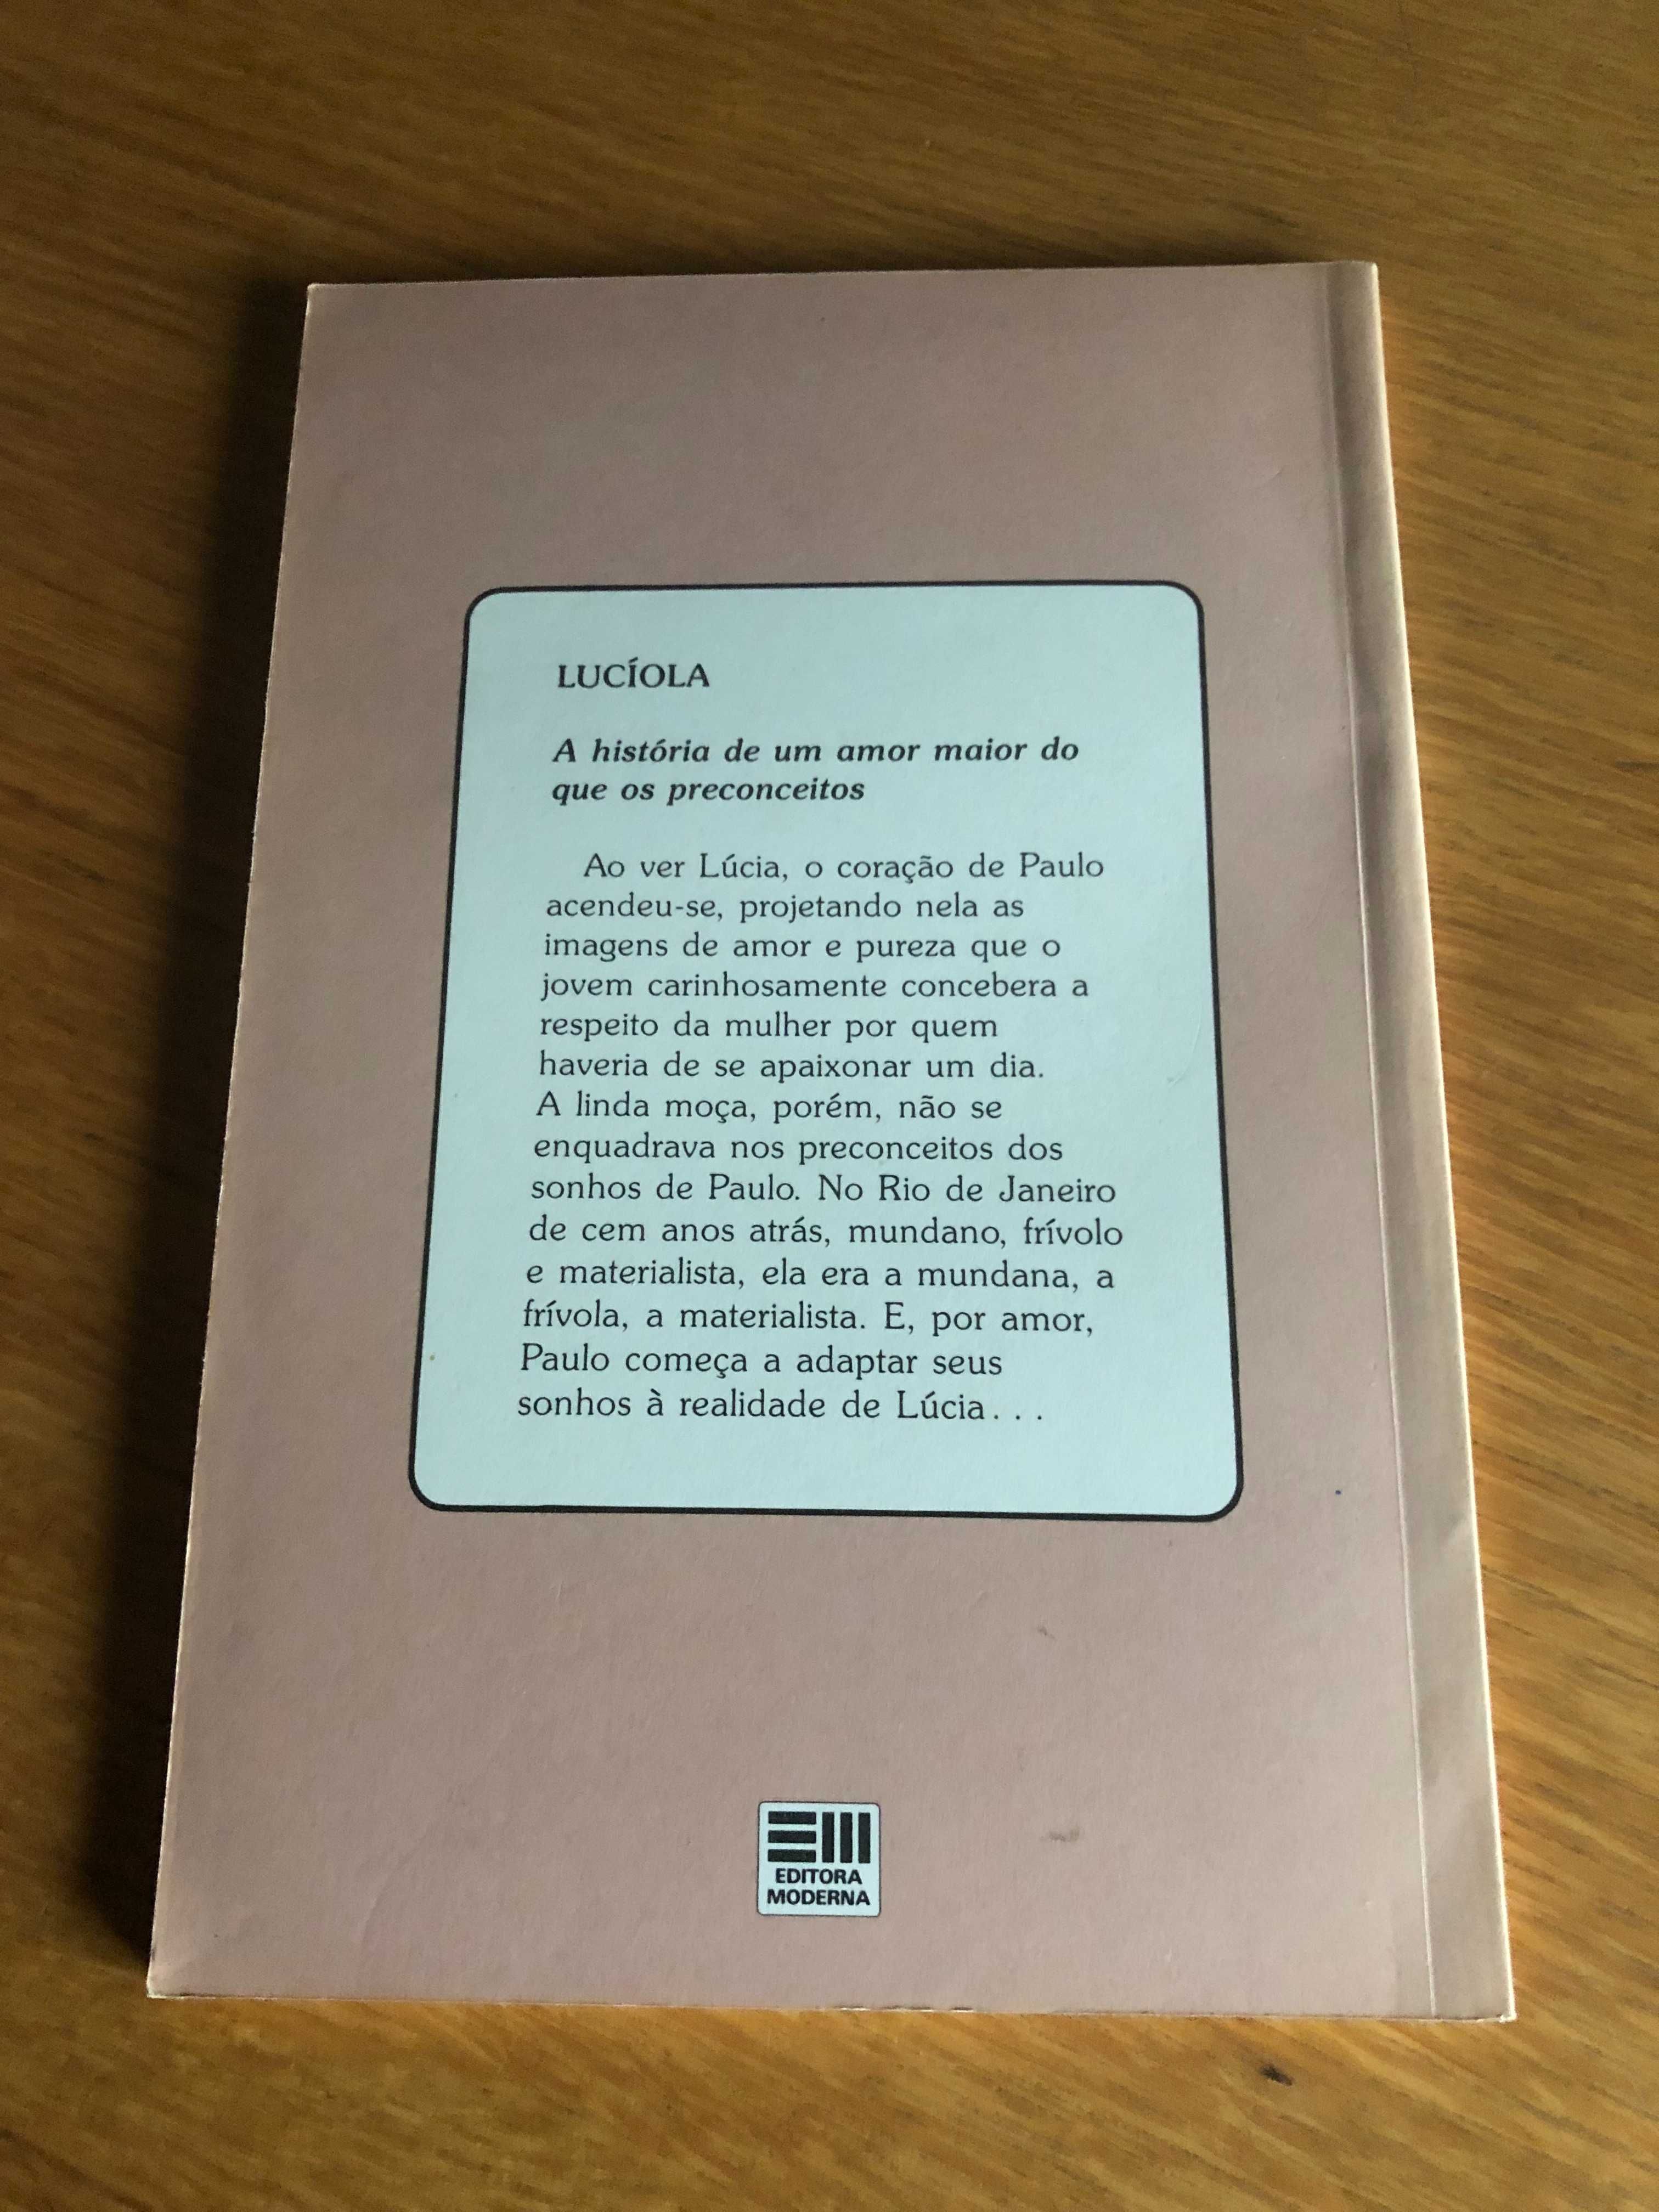 LUCÍOLA
A história de um amor maior do
que os preconceitos
Ao ver Lúcia, o coração de Paulo
acendeu-se, projetando nela as
imagens de amor e pureza que o
jovem carinhosamente concebera a
respeito da mulher por quem
haveria de se apaixonar um dia.
A linda moça, porém, não se
enquadrava nos preconceitos dos
sonhos de Paulo. No Rio de Janeiro
de cem anos atrás, mundano, frívolo
e materialista, ela era a mundana, a
frívola, a materialista. E, por amor,
Paulo começa a adaptar seus
sonhos à realidade de Lúcia...
EDITORA
MODERNA